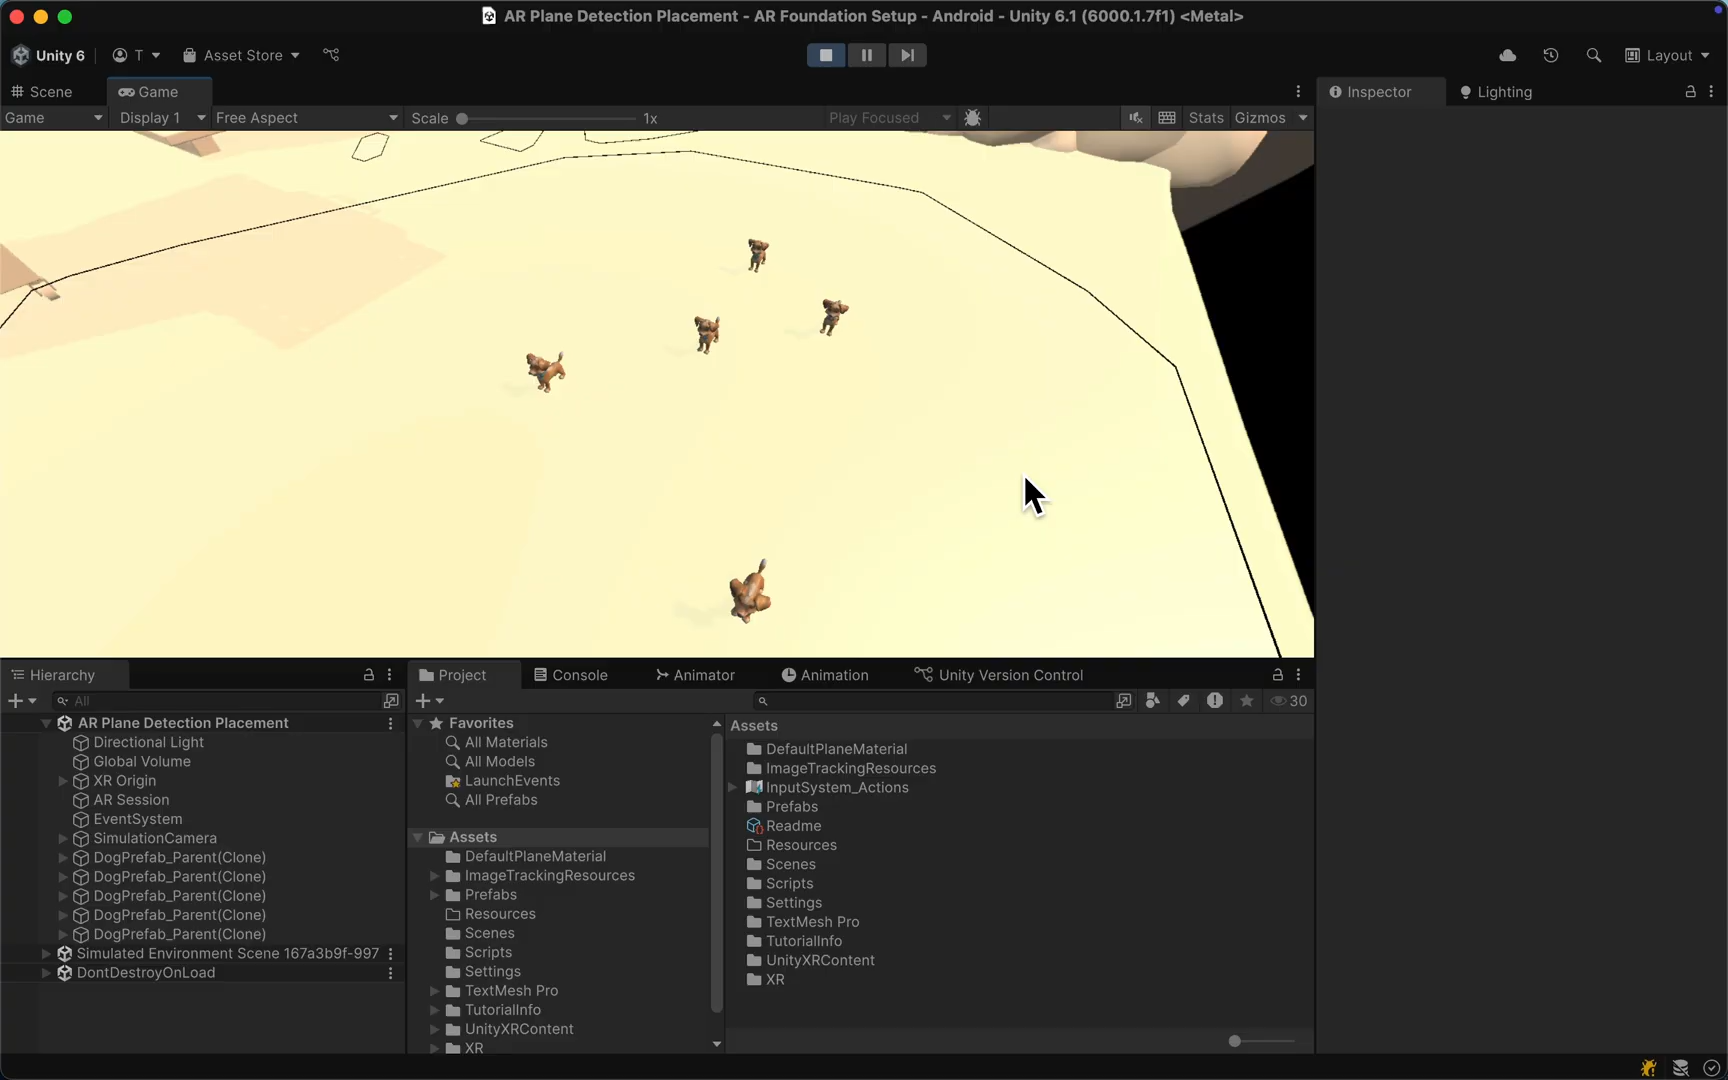 AR Plane Detection Placement - AR Foundation Setup - Android - Unity 6.1 (6000.1.7f1) <Metal>
Unity 6 T Asset Store Layout
Scene Game Inspector Lighting
Game Display 1 Free Aspect Scale 1x Play Focused Stats Gizmos
Hierarchy
All
AR Plane Detection Placement
Directional Light
Global Volume
XR Origin
AR Session
EventSystem
SimulationCamera
DogPrefab_Parent(Clone)
DogPrefab_Parent(Clone)
DogPrefab_Parent(Clone)
DogPrefab_Parent(Clone)
DogPrefab_Parent(Clone)
Simulated Environment Scene 167a3b9f-997
DontDestroyOnLoad
Project Console Animator Animation Unity Version Control
30
Favorites
All Materials
All Models
LaunchEvents
All Prefabs
Assets
DefaultPlaneMaterial
ImageTrackingResources
Prefabs
Resources
Scenes
Scripts
Settings
TextMesh Pro
TutorialInfo
UnityXRContent
XR
Assets
DefaultPlaneMaterial
ImageTrackingResources
InputSystem_Actions
Prefabs
Readme
Resources
Scenes
Scripts
Settings
TextMesh Pro
TutorialInfo
UnityXRContent
XR